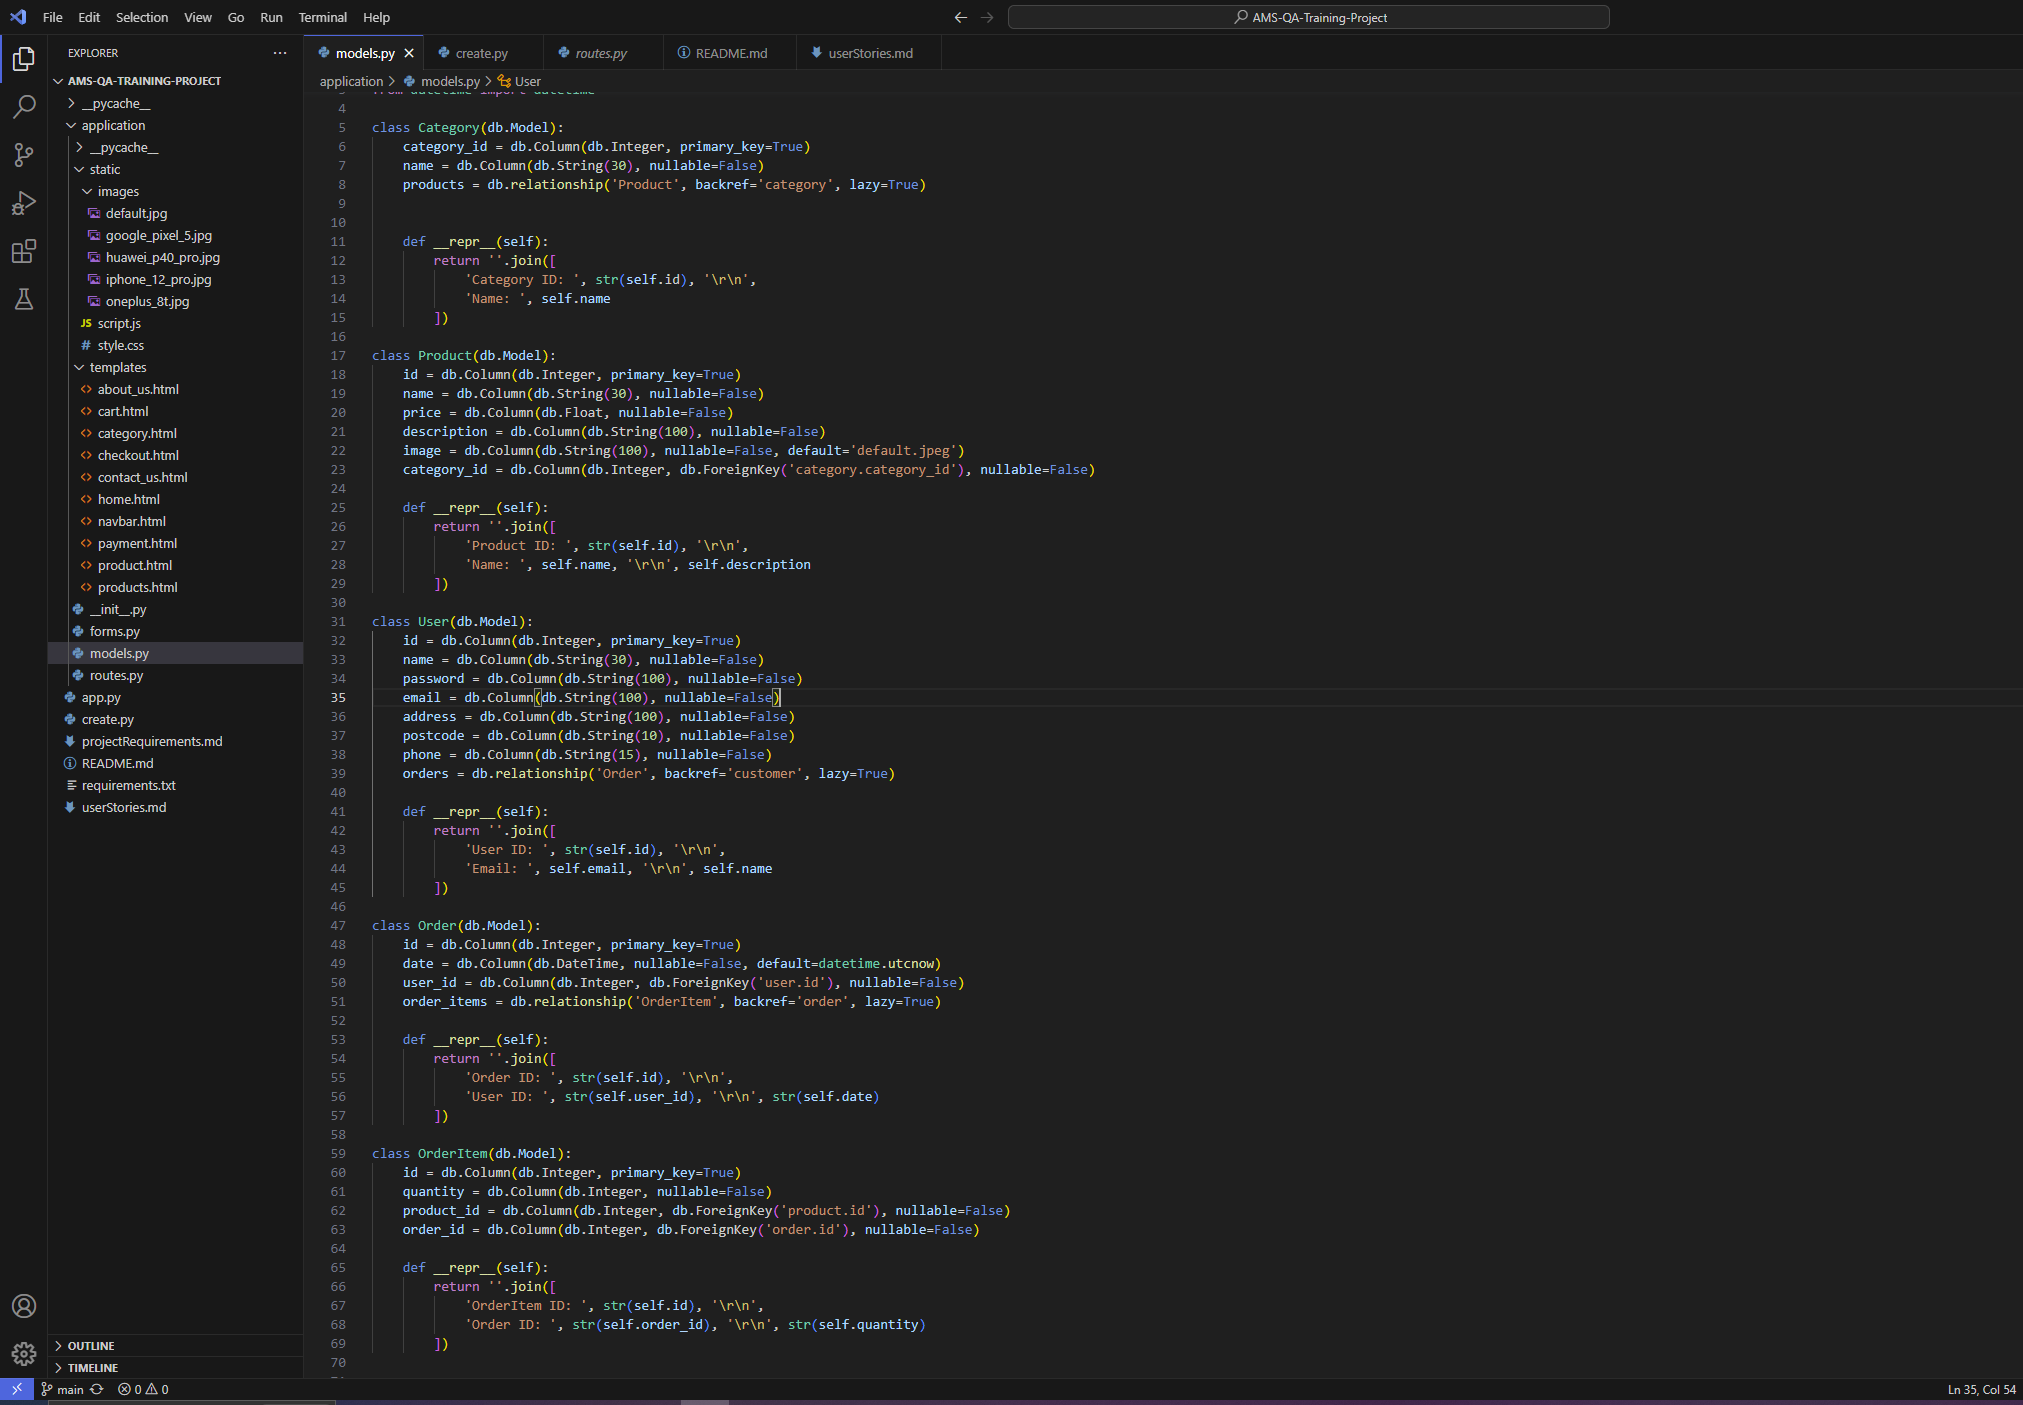 File Edit Selection View Go Run Terminal Help
AMS-QA-Training-Project
EXPLORER
AMS-QA-TRAINING-PROJECT
__pycache__
application
__pycache__
static
images
default.jpg
google_pixel_5.jpg
huawei_p40_pro.jpg
iphone_12_pro.jpg
oneplus_8t.jpg
JS script.js
# style.css
templates
<> about_us.html
<> cart.html
<> category.html
<> checkout.html
<> contact_us.html
<> home.html
<> navbar.html
<> payment.html
<> product.html
<> products.html
__init__.py
forms.py
models.py
routes.py
app.py
create.py
projectRequirements.md
README.md
requirements.txt
userStories.md
OUTLINE
TIMELINE
models.py create.py routes.py README.md userStories.md
application > models.py > User
3 from datetime import datetime
4
5 class Category(db.Model):
6     category_id = db.Column(db.Integer, primary_key=True)
7     name = db.Column(db.String(30), nullable=False)
8     products = db.relationship('Product', backref='category', lazy=True)
9
10
11     def __repr__(self):
12         return ''.join([
13             'Category ID: ', str(self.id), '\r\n',
14             'Name: ', self.name
15         ])
16
17 class Product(db.Model):
18     id = db.Column(db.Integer, primary_key=True)
19     name = db.Column(db.String(30), nullable=False)
20     price = db.Column(db.Float, nullable=False)
21     description = db.Column(db.String(100), nullable=False)
22     image = db.Column(db.String(100), nullable=False, default='default.jpeg')
23     category_id = db.Column(db.Integer, db.ForeignKey('category.category_id'), nullable=False)
24
25     def __repr__(self):
26         return ''.join([
27             'Product ID: ', str(self.id), '\r\n',
28             'Name: ', self.name, '\r\n', self.description
29         ])
30
31 class User(db.Model):
32     id = db.Column(db.Integer, primary_key=True)
33     name = db.Column(db.String(30), nullable=False)
34     password = db.Column(db.String(100), nullable=False)
35     email = db.Column(db.String(100), nullable=False)
36     address = db.Column(db.String(100), nullable=False)
37     postcode = db.Column(db.String(10), nullable=False)
38     phone = db.Column(db.String(15), nullable=False)
39     orders = db.relationship('Order', backref='customer', lazy=True)
40
41     def __repr__(self):
42         return ''.join([
43             'User ID: ', str(self.id), '\r\n',
44             'Email: ', self.email, '\r\n', self.name
45         ])
46
47 class Order(db.Model):
48     id = db.Column(db.Integer, primary_key=True)
49     date = db.Column(db.DateTime, nullable=False, default=datetime.utcnow)
50     user_id = db.Column(db.Integer, db.ForeignKey('user.id'), nullable=False)
51     order_items = db.relationship('OrderItem', backref='order', lazy=True)
52
53     def __repr__(self):
54         return ''.join([
55             'Order ID: ', str(self.id), '\r\n',
56             'User ID: ', str(self.user_id), '\r\n', str(self.date)
57         ])
58
59 class OrderItem(db.Model):
60     id = db.Column(db.Integer, primary_key=True)
61     quantity = db.Column(db.Integer, nullable=False)
62     product_id = db.Column(db.Integer, db.ForeignKey('product.id'), nullable=False)
63     order_id = db.Column(db.Integer, db.ForeignKey('order.id'), nullable=False)
64
65     def __repr__(self):
66         return ''.join([
67             'OrderItem ID: ', str(self.id), '\r\n',
68             'Order ID: ', str(self.order_id), '\r\n', str(self.quantity)
69         ])
70
main 0 0
Ln 35, Col 54